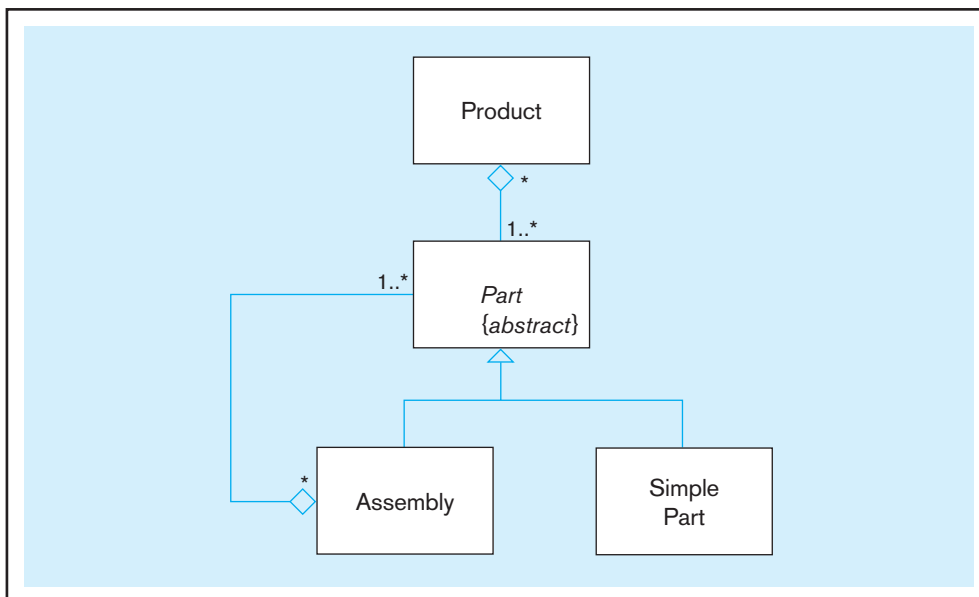 Product
*
1..*
1..*
Part
{abstract}
*
Assembly
Simple
Part